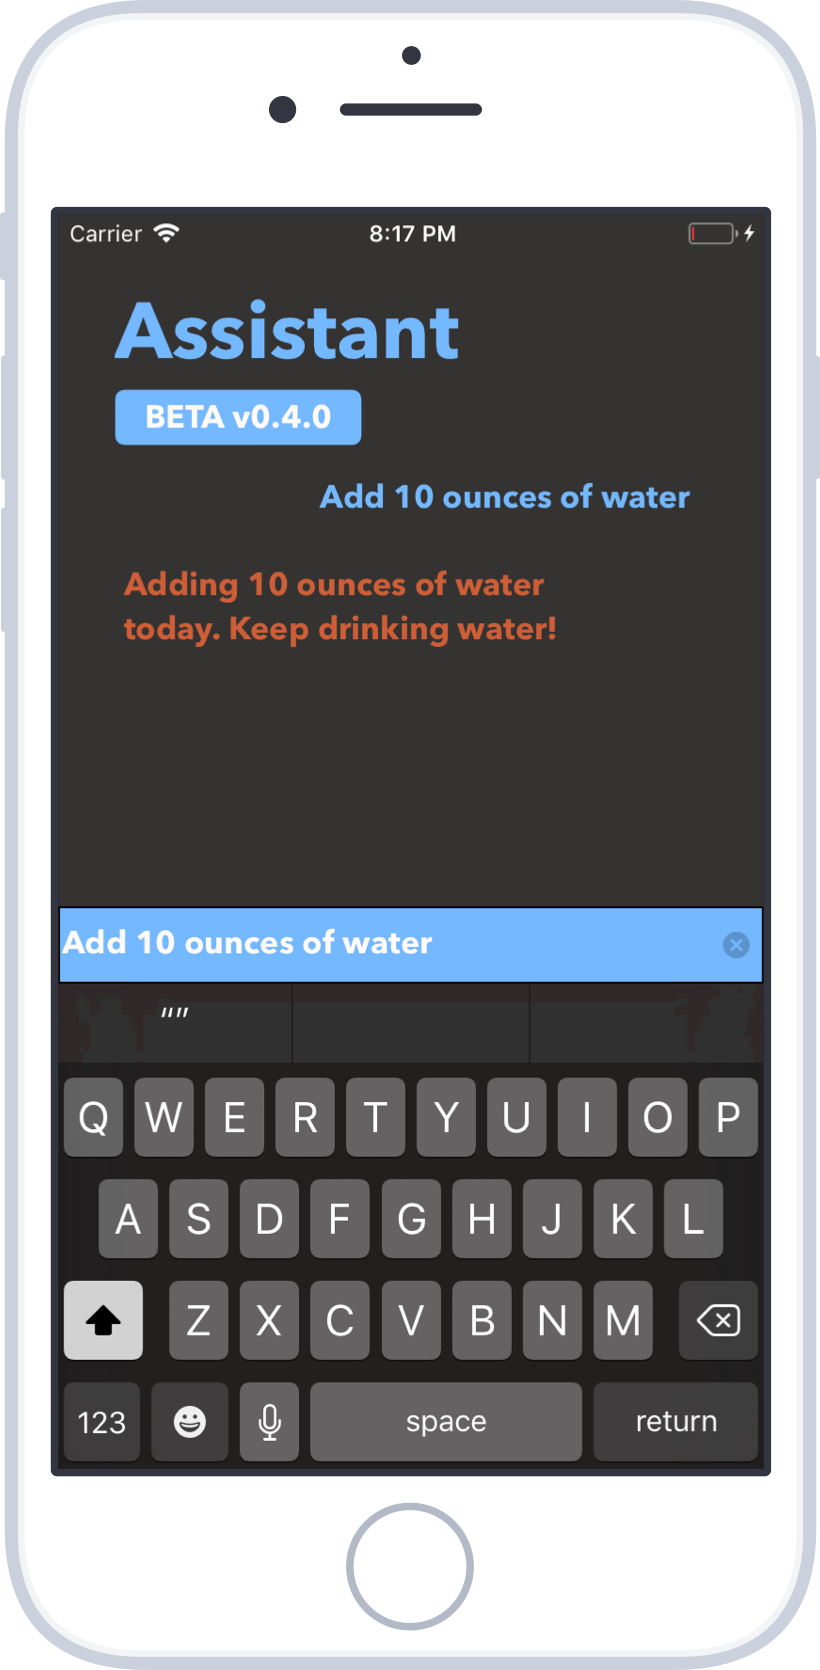 Carrier 8:17 PM
Assistant
BETA v0.4.0
Add 10 ounces of water
Adding 10 ounces of water
today. Keep drinking water!
Add 10 ounces of water
“”
Q W E R T Y U I O P
A S D F G H J K L
Z X C V B N M
123 space return